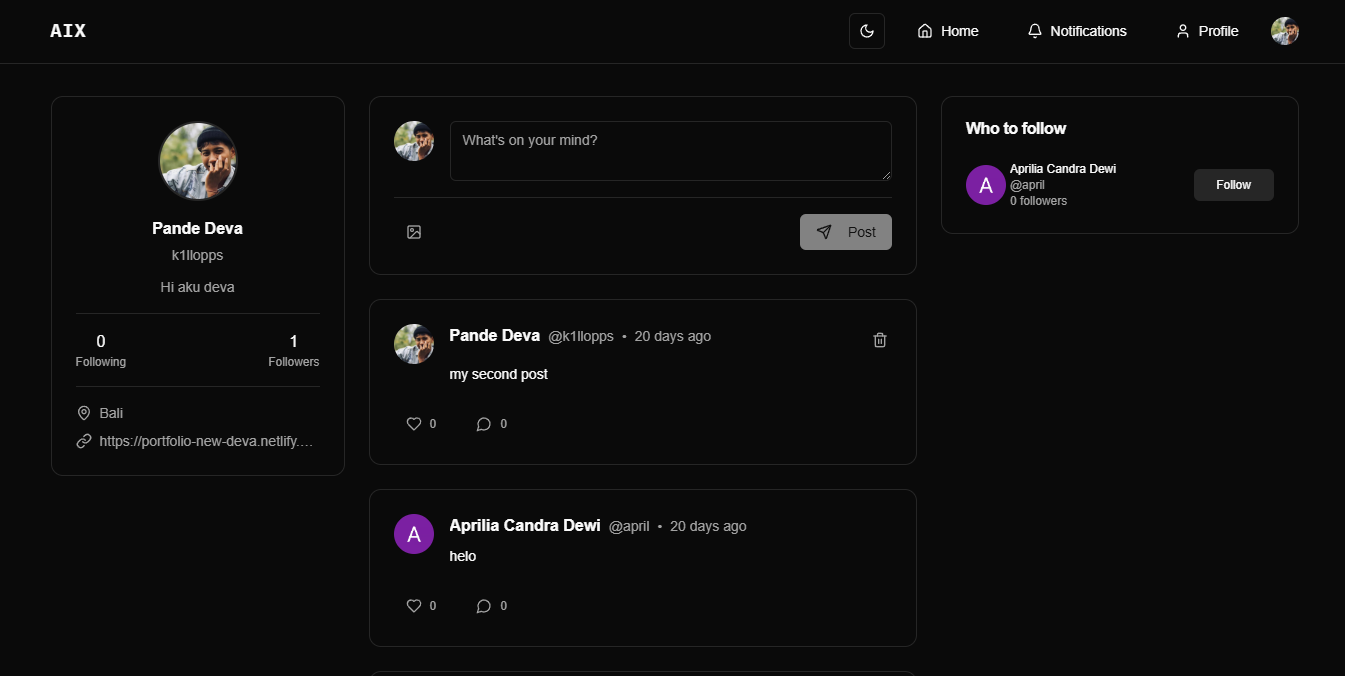 AIX
Home
Notifications
Profile
Pande Deva
k1llopps
Hi aku deva
0
Following
1
Followers
Bali
https://portfolio-new-deva.netlify....
What's on your mind?
Post
Pande Deva @k1llopps • 20 days ago
my second post
0 0
A
Aprilia Candra Dewi @april • 20 days ago
helo
0 0
Who to follow
A
Aprilia Candra Dewi
@april
0 followers
Follow